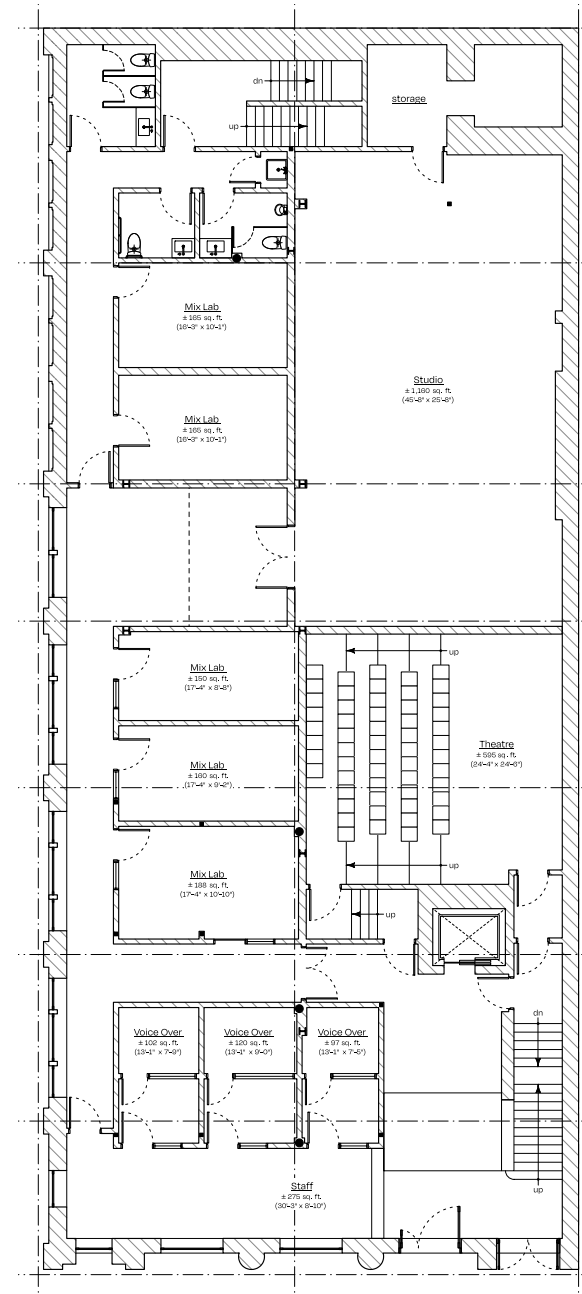 dn
storage
up
Mix Lab
± 165 sq. ft.
(16'-3" x 10'-1")
Studio
± 1,160 sq. ft.
(45'-8" x 25'-8")
Mix Lab
± 165 sq. ft.
(16'-3" x 10'-1")
up
Mix Lab
± 150 sq. ft.
(17'-4" x 8'-8")
Theatre
± 595 sq. ft.
(24'-4" x 24'-6")
Mix Lab
± 160 sq. ft.
(17'-4" x 9'-2")
up
Mix Lab
± 188 sq. ft.
(17'-4" x 10'-10")
up
dn
Voice Over
± 102 sq. ft.
(13'-1" x 7'-9")
Voice Over
± 120 sq. ft.
(13'-1" x 9'-0")
Voice Over
± 97 sq. ft.
(13'-1" x 7'-5")
Staff
± 275 sq. ft.
(30'-3" x 8'-10")
up